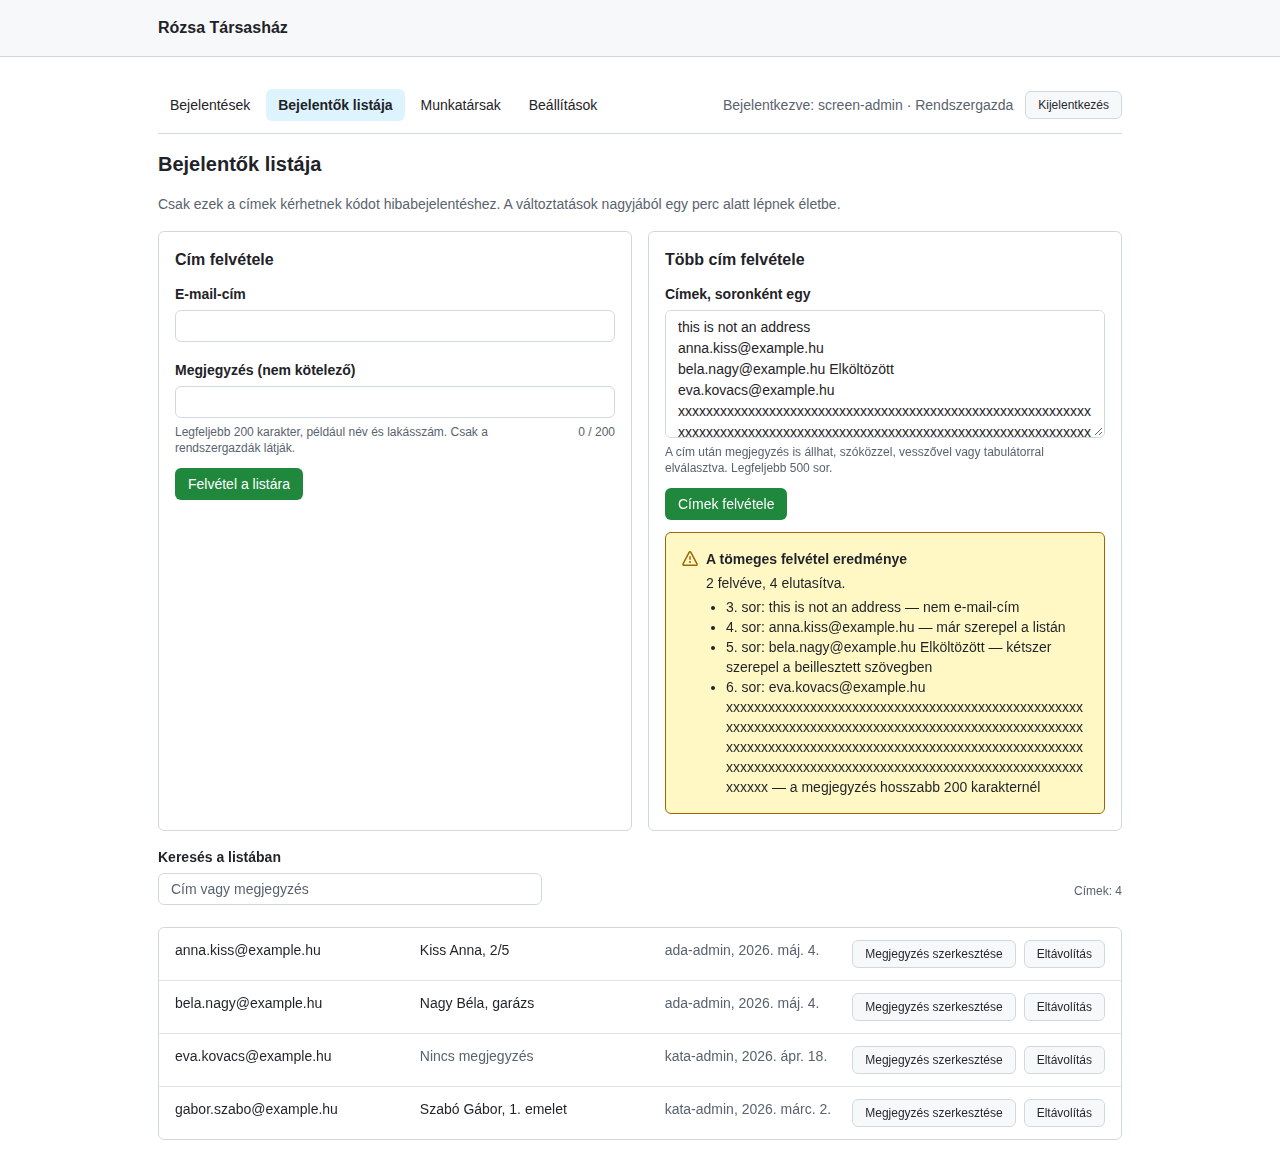 Rózsa Társasház
Bejelentések
Bejelentők listája
Munkatársak
Beállítások
Bejelentkezve: screen-admin · Rendszergazda
Kijelentkezés
Bejelentők listája
Csak ezek a címek kérhetnek kódot hibabejelentéshez. A változtatások nagyjából egy perc alatt lépnek életbe.
Cím felvétele
E-mail-cím
Megjegyzés (nem kötelező)
Legfeljebb 200 karakter, például név és lakásszám. Csak a
rendszergazdák látják.
0 / 200
Felvétel a listára
Több cím felvétele
Címek, soronként egy
this is not an address
anna.kiss@example.hu
bela.nagy@example.hu Elköltözött
eva.kovacs@example.hu
xxxxxxxxxxxxxxxxxxxxxxxxxxxxxxxxxxxxxxxxxxxxxxxxxxxxxxxxxxx
xxxxxxxxxxxxxxxxxxxxxxxxxxxxxxxxxxxxxxxxxxxxxxxxxxxxxxxxxxx
A cím után megjegyzés is állhat, szóközzel, vesszővel vagy tabulátorral
elválasztva. Legfeljebb 500 sor.
Címek felvétele
A tömeges felvétel eredménye
2 felvéve, 4 elutasítva.
3. sor: this is not an address — nem e-mail-cím
4. sor: anna.kiss@example.hu — már szerepel a listán
5. sor: bela.nagy@example.hu Elköltözött — kétszer
szerepel a beillesztett szövegben
6. sor: eva.kovacs@example.hu
xxxxxxxxxxxxxxxxxxxxxxxxxxxxxxxxxxxxxxxxxxxxxxxxxxx
xxxxxxxxxxxxxxxxxxxxxxxxxxxxxxxxxxxxxxxxxxxxxxxxxxx
xxxxxxxxxxxxxxxxxxxxxxxxxxxxxxxxxxxxxxxxxxxxxxxxxxx
xxxxxxxxxxxxxxxxxxxxxxxxxxxxxxxxxxxxxxxxxxxxxxxxxxx
xxxxxx — a megjegyzés hosszabb 200 karakternél
Keresés a listában
Cím vagy megjegyzés
Címek: 4
anna.kiss@example.hu Kiss Anna, 2/5 ada-admin, 2026. máj. 4. Megjegyzés szerkesztése Eltávolítás
bela.nagy@example.hu Nagy Béla, garázs ada-admin, 2026. máj. 4. Megjegyzés szerkesztése Eltávolítás
eva.kovacs@example.hu Nincs megjegyzés kata-admin, 2026. ápr. 18. Megjegyzés szerkesztése Eltávolítás
gabor.szabo@example.hu Szabó Gábor, 1. emelet kata-admin, 2026. márc. 2. Megjegyzés szerkesztése Eltávolítás